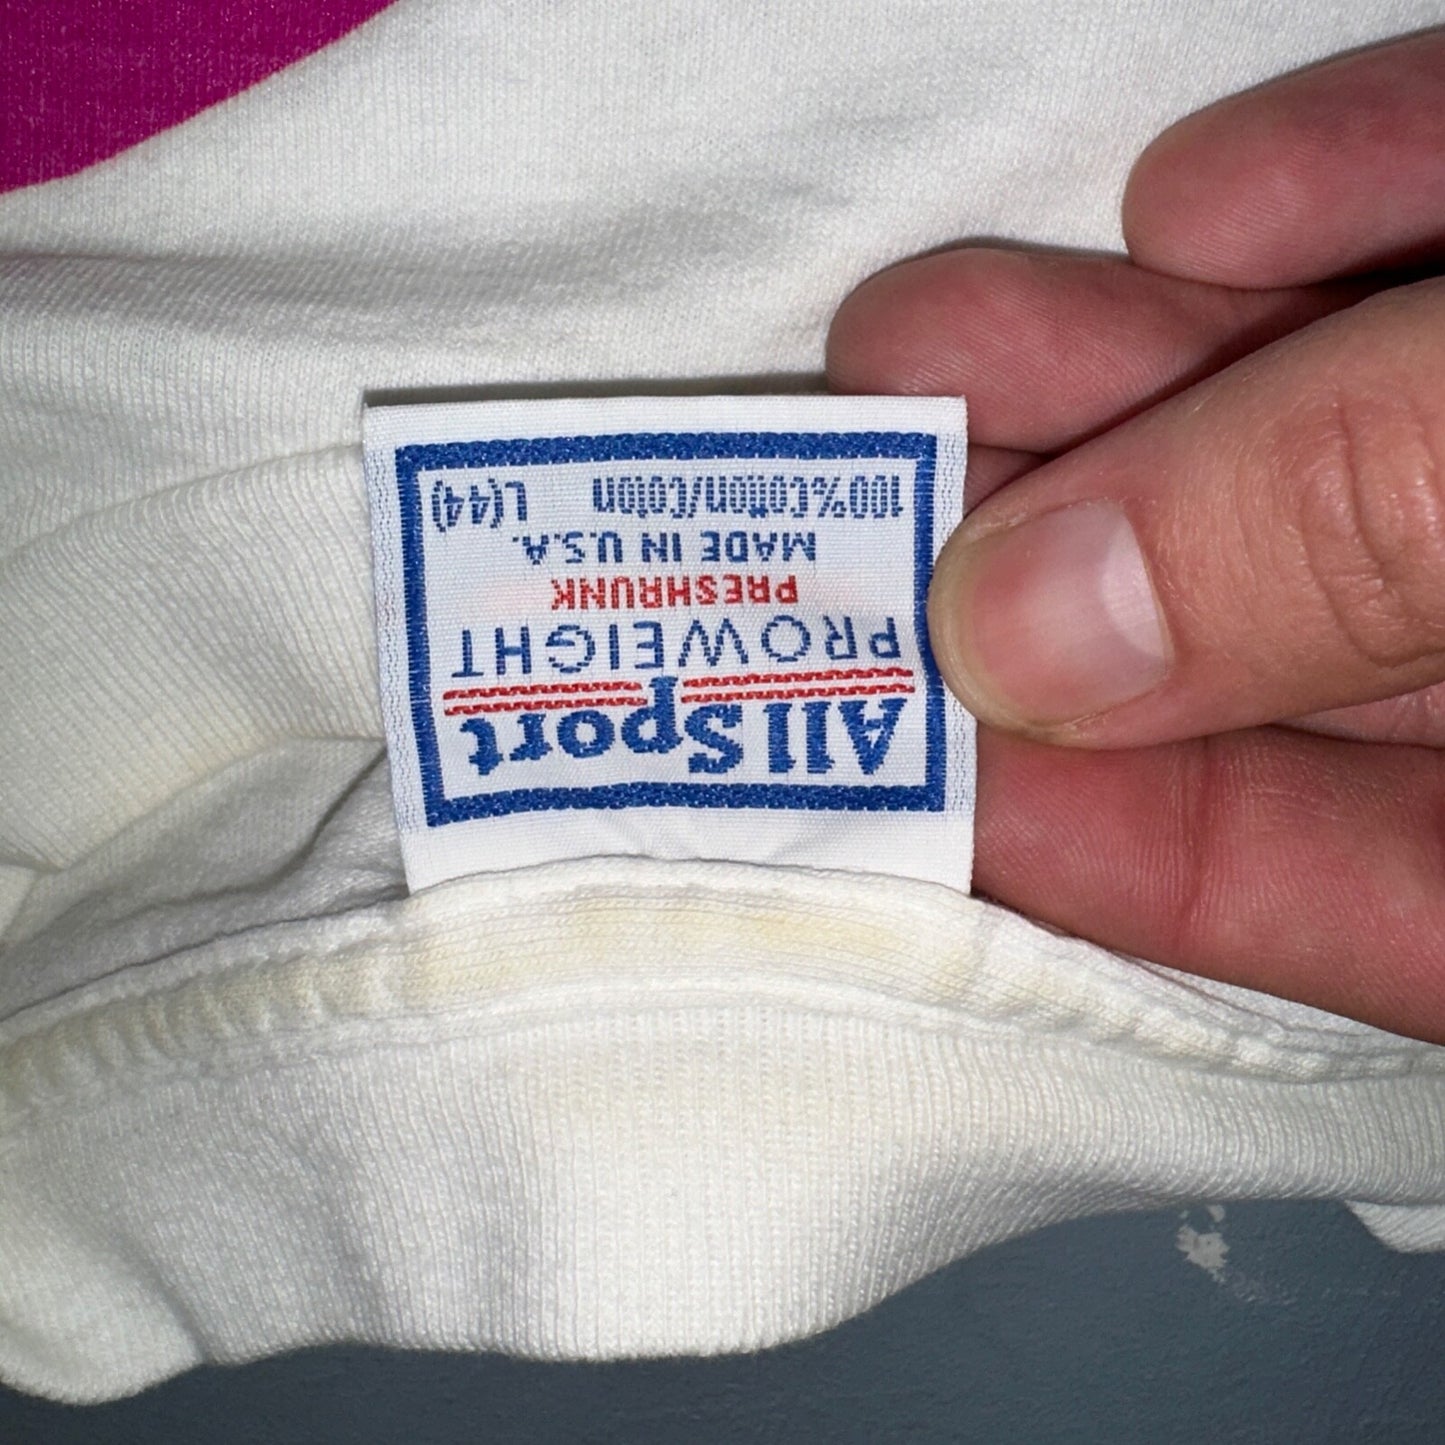 All Sport
PROWEIGHT
PRESHRUNK
MADE IN U.S.A.
100% Cotton/Coton L(44)